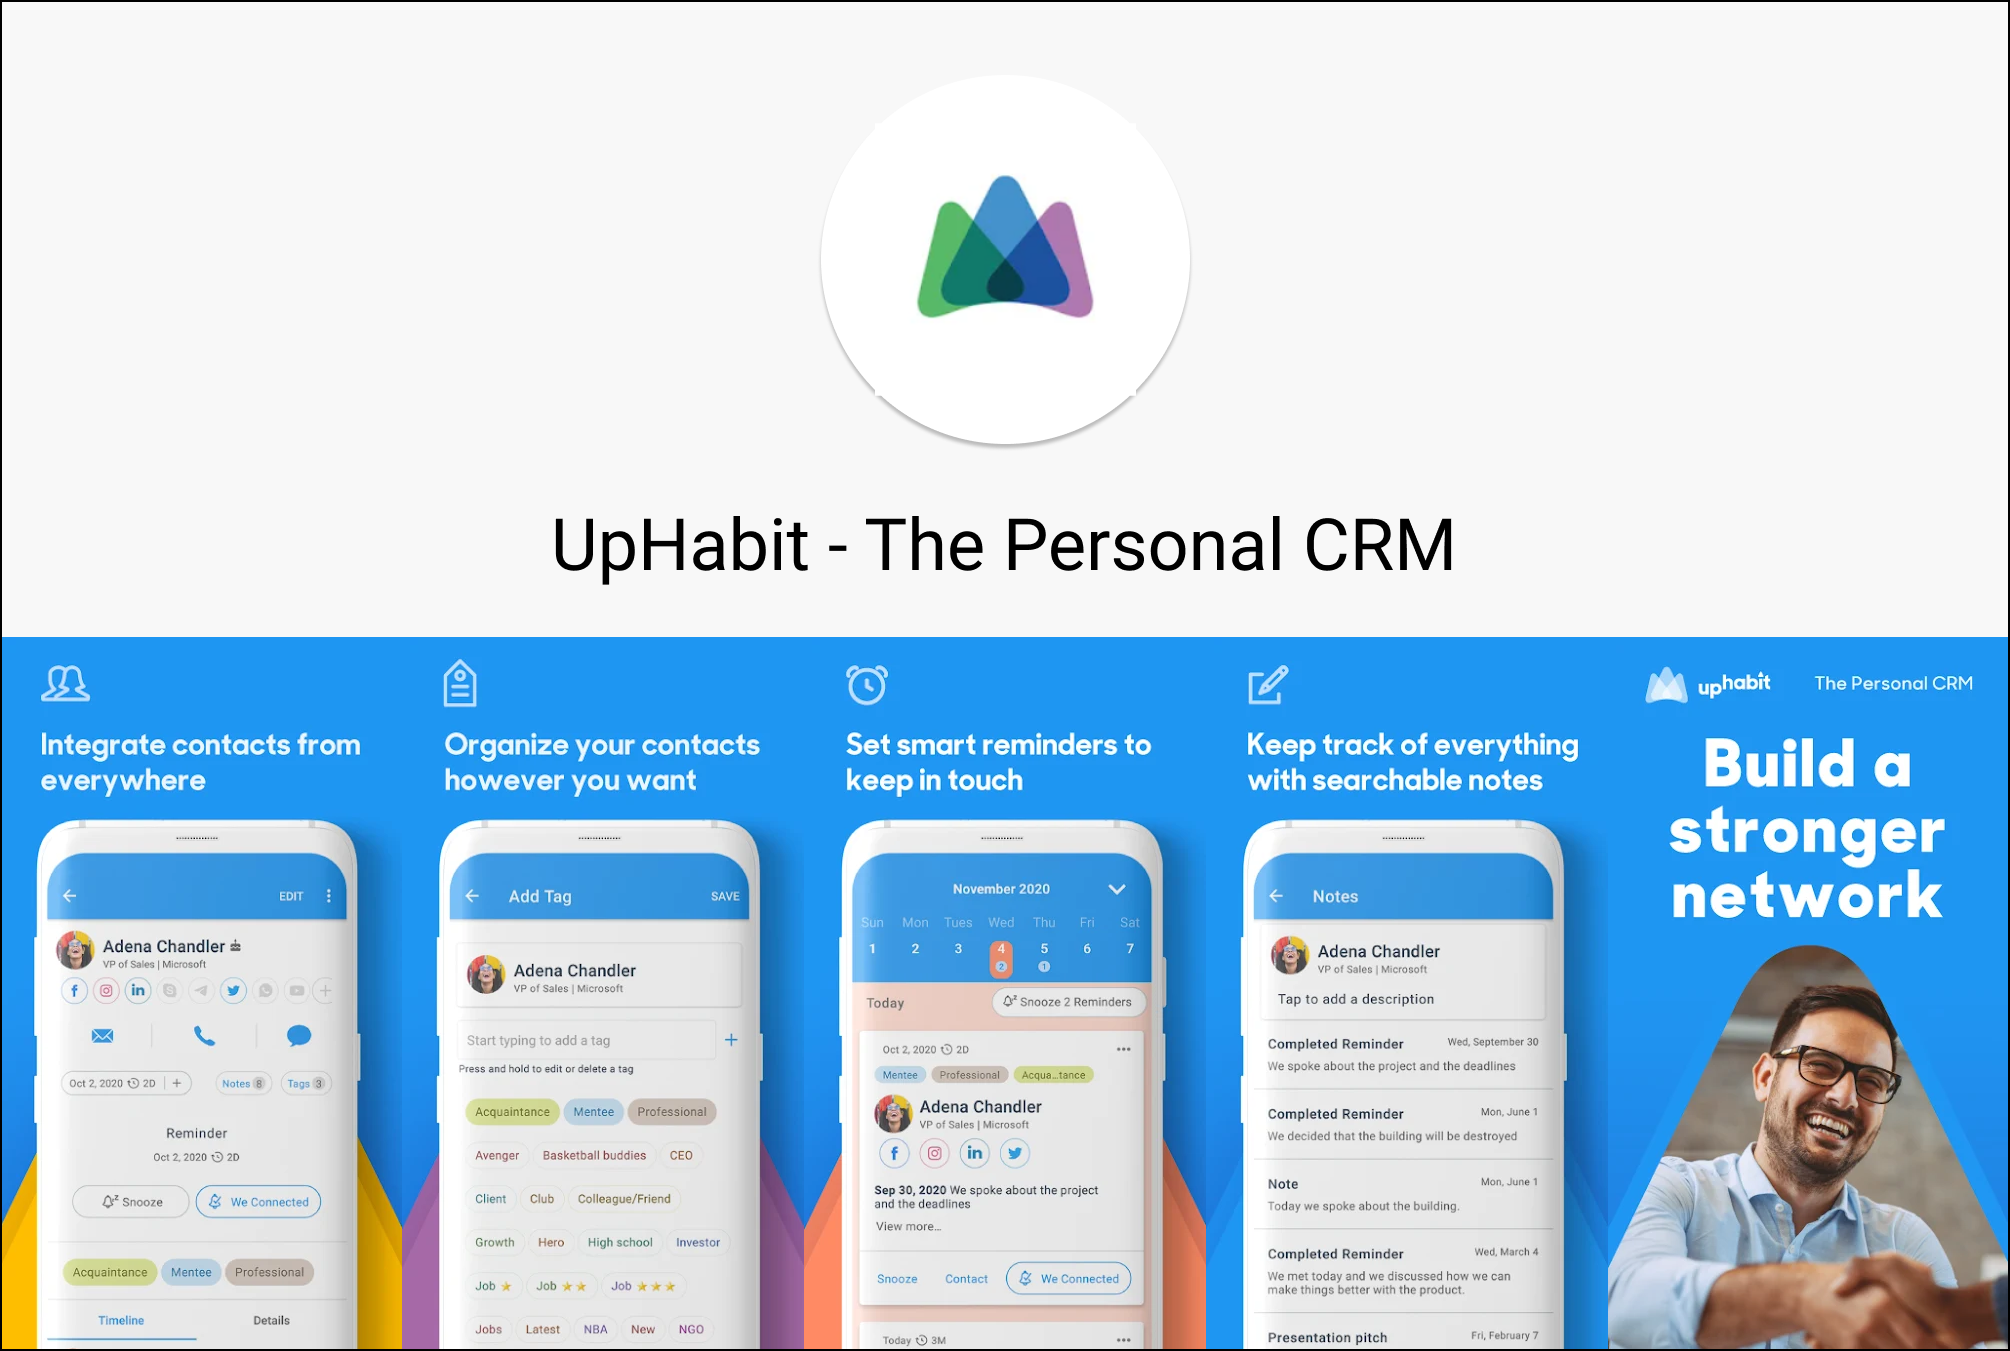 UpHabit - The Personal CRM
Integrate contacts from
everywhere
EDIT
Adena Chandler
VP of Sales | Microsoft
Oct 2, 2020 2D +
Notes 8
Tags 3
Reminder
Oct 2, 2020 2D
Snooze
We Connected
Acquaintance
Mentee
Professional
Timeline
Details
Organize your contacts
however you want
Add Tag
SAVE
Adena Chandler
VP of Sales | Microsoft
Start typing to add a tag
+
Press and hold to edit or delete a tag
Acquaintance
Mentee
Professional
Avenger
Basketball buddies
CEO
Client
Club
Colleague/Friend
Growth
Hero
High school
Investor
Job ★
Job ★★
Job ★★★
Jobs
Latest
NBA
New
NGO
Set smart reminders to
keep in touch
November 2020
Sun Mon Tues Wed Thu Fri Sat
1 2 3 4 5 6 7
2 1
Today
Snooze 2 Reminders
Oct 2, 2020 2D
Mentee
Professional
Acqua...tance
Adena Chandler
VP of Sales | Microsoft
Sep 30, 2020 We spoke about the project
and the deadlines
View more...
Snooze
Contact
We Connected
Today 3M
Keep track of everything
with searchable notes
Notes
Adena Chandler
VP of Sales | Microsoft
Tap to add a description
Completed Reminder
Wed, September 30
We spoke about the project and the deadlines
Completed Reminder
Mon, June 1
We decided that the building will be destroyed
Note
Mon, June 1
Today we spoke about the building.
Completed Reminder
Wed, March 4
We met today and we discussed how we can
make things better with the product.
Presentation pitch
Fri, February 7
uphabit
The Personal CRM
Build a
stronger
network